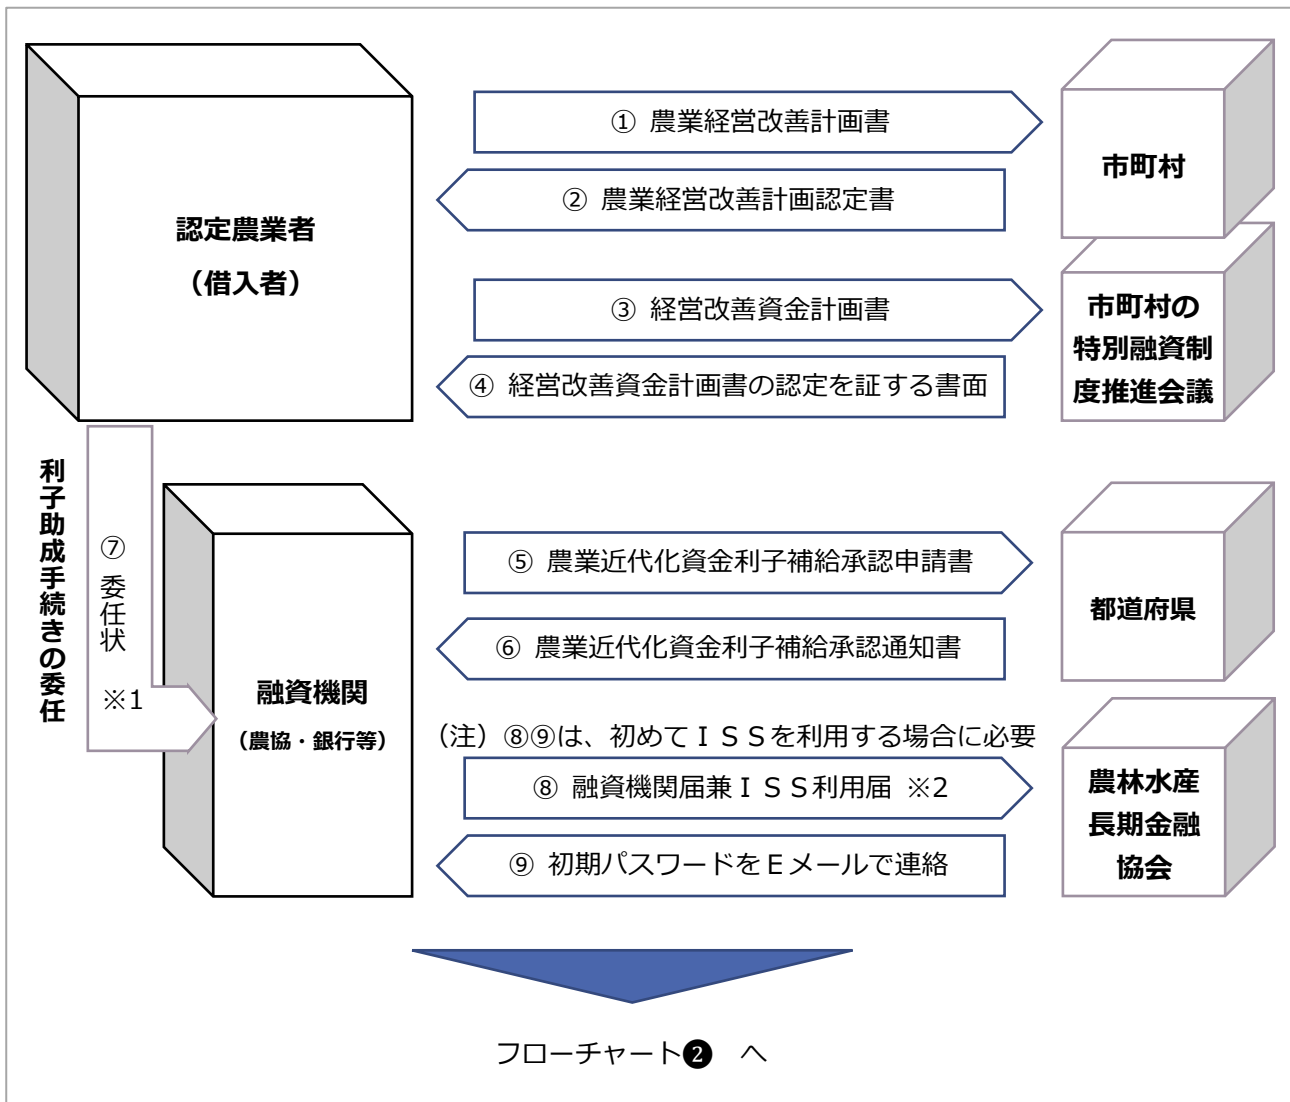 ① 農業経営改善計画書
② 農業経営改善計画認定書
市町村
認定農業者
（借入者）
③ 経営改善資金計画書
④ 経営改善資金計画書の認定を証する書面
市町村の
特別融資制
度推進会議
利子助成手続きの委任
⑦委任状
※1
融資機関
（農協・銀行等）
⑤ 農業近代化資金利子補給承認申請書
⑥ 農業近代化資金利子補給承認通知書
都道府県
（注）⑧⑨は、初めてＩＳＳを利用する場合に必要
⑧ 融資機関届兼ＩＳＳ利用届 ※2
⑨ 初期パスワードをＥメールで連絡
農林水産
長期金融
協会
フローチャート❷ へ